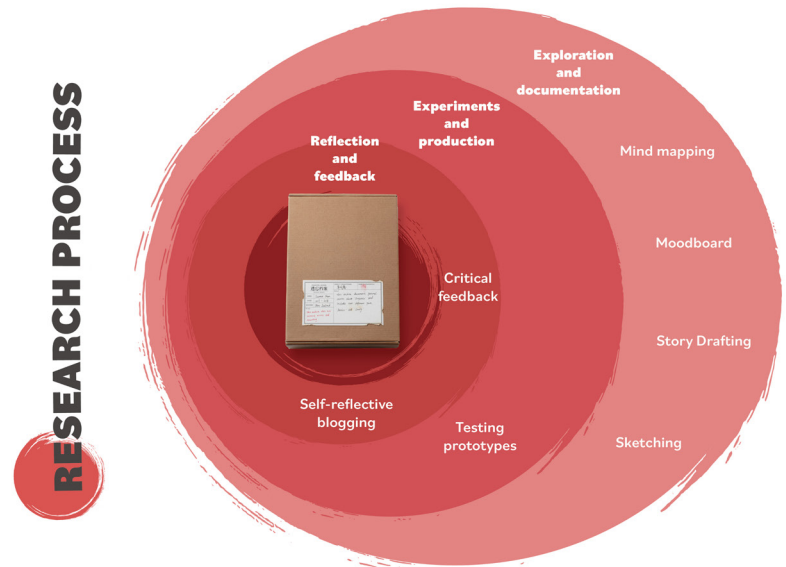 RESEARCH PROCESS
Exploration
and
documentation
Experiments
and
production
Reflection
and
feedback
Mind mapping
Moodboard
Story Drafting
Sketching
Critical
feedback
Self-reflective
blogging
Testing
prototypes